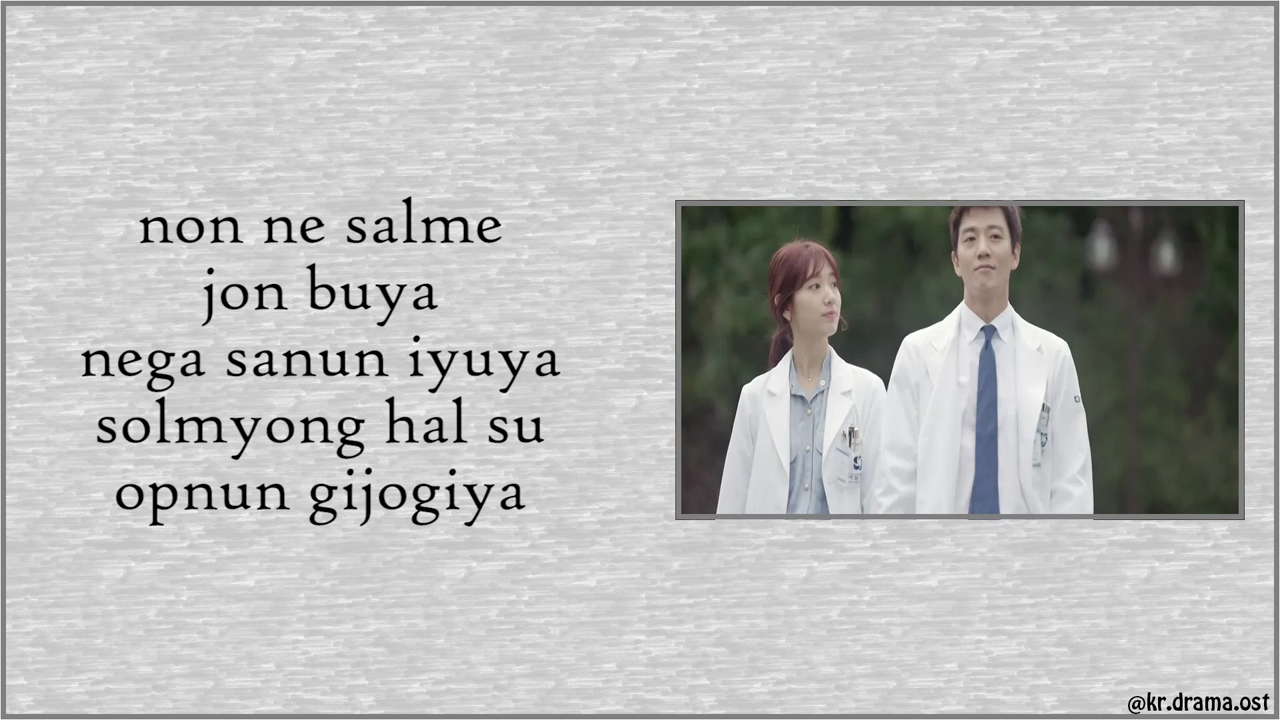 non ne salme
jon buya
nega sanun iyuya
solmyong hal su
opnun gijogiya
@kr.drama.ost